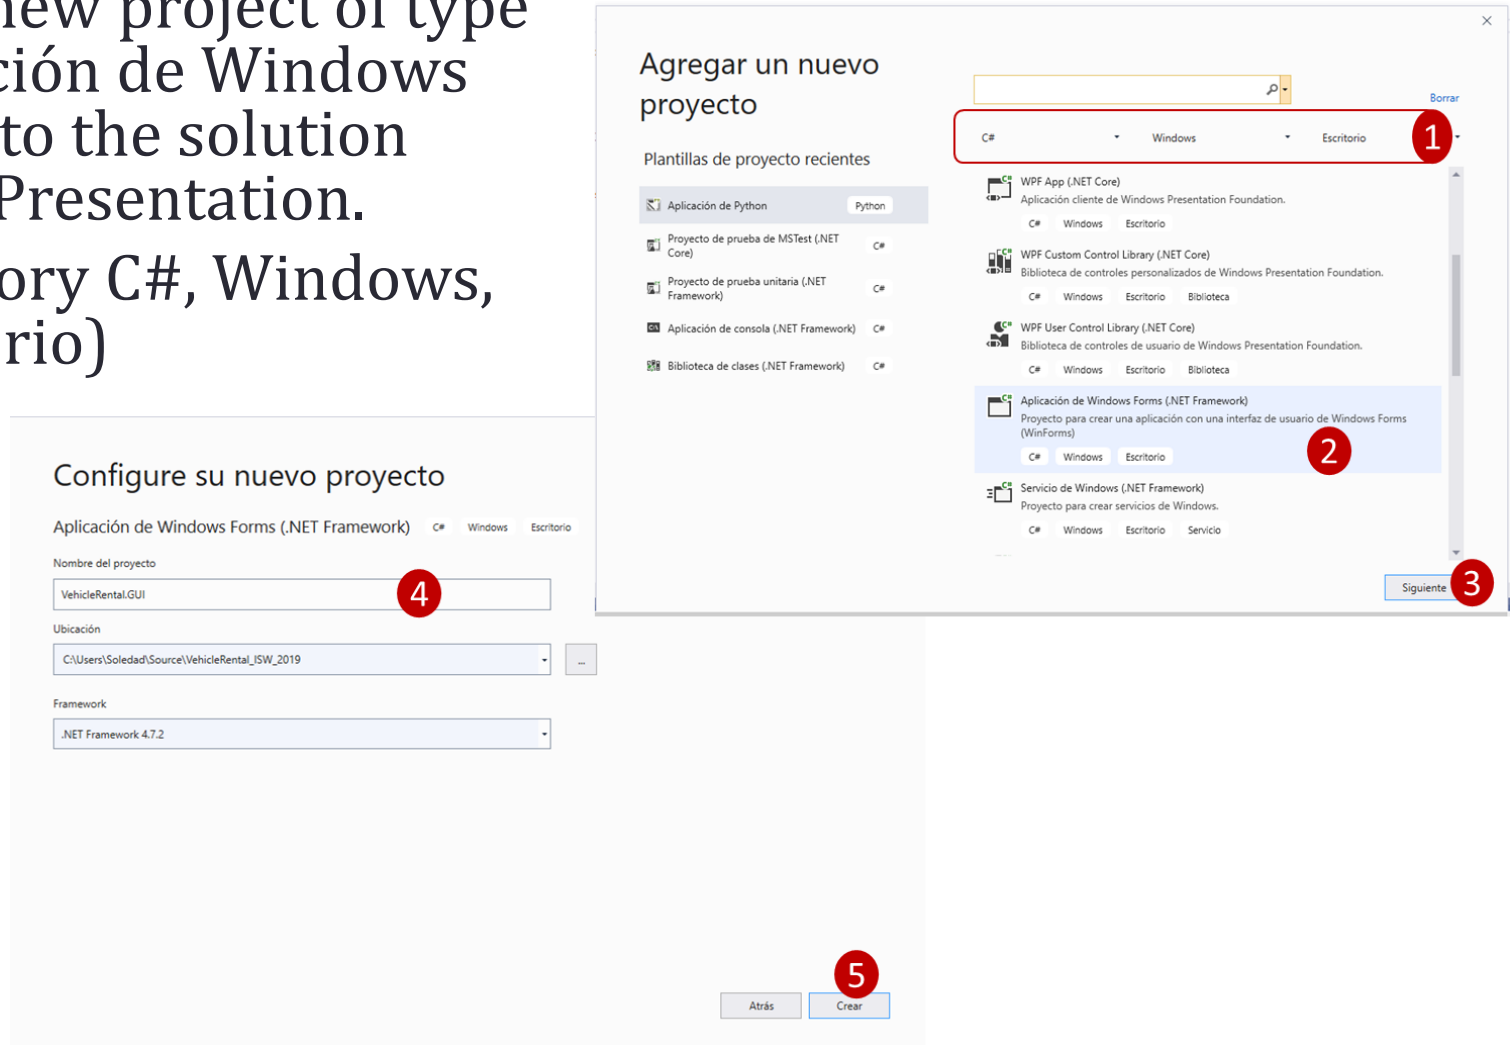 new project of type
ción de Windows
to the solution
Presentation.
ory C#, Windows,
rio)
Agregar un nuevo
proyecto
Plantillas de proyecto recientes
Aplicación de Python Python
Proyecto de prueba de MSTest (.NET
Core) C#
Proyecto de prueba unitaria (.NET
Framework) C#
Aplicación de consola (.NET Framework) C#
Biblioteca de clases (.NET Framework) C#
Borrar
C# Windows Escritorio 1
WPF App (.NET Core)
Aplicación cliente de Windows Presentation Foundation.
C# Windows Escritorio
WPF Custom Control Library (.NET Core)
Biblioteca de controles personalizados de Windows Presentation Foundation.
C# Windows Escritorio Biblioteca
WPF User Control Library (.NET Core)
Biblioteca de controles de usuario de Windows Presentation Foundation.
C# Windows Escritorio Biblioteca
Aplicación de Windows Forms (.NET Framework)
Proyecto para crear una aplicación con una interfaz de usuario de Windows Forms
(WinForms)
C# Windows Escritorio
2
Servicio de Windows (.NET Framework)
Proyecto para crear servicios de Windows.
C# Windows Escritorio Servicio
Siguiente 3
Configure su nuevo proyecto
Aplicación de Windows Forms (.NET Framework) C# Windows Escritorio
Nombre del proyecto
VehicleRental.GUI 4
Ubicación
C:\Users\Soledad\Source\VehicleRental_ISW_2019 ...
Framework
.NET Framework 4.7.2
5
Atrás Crear